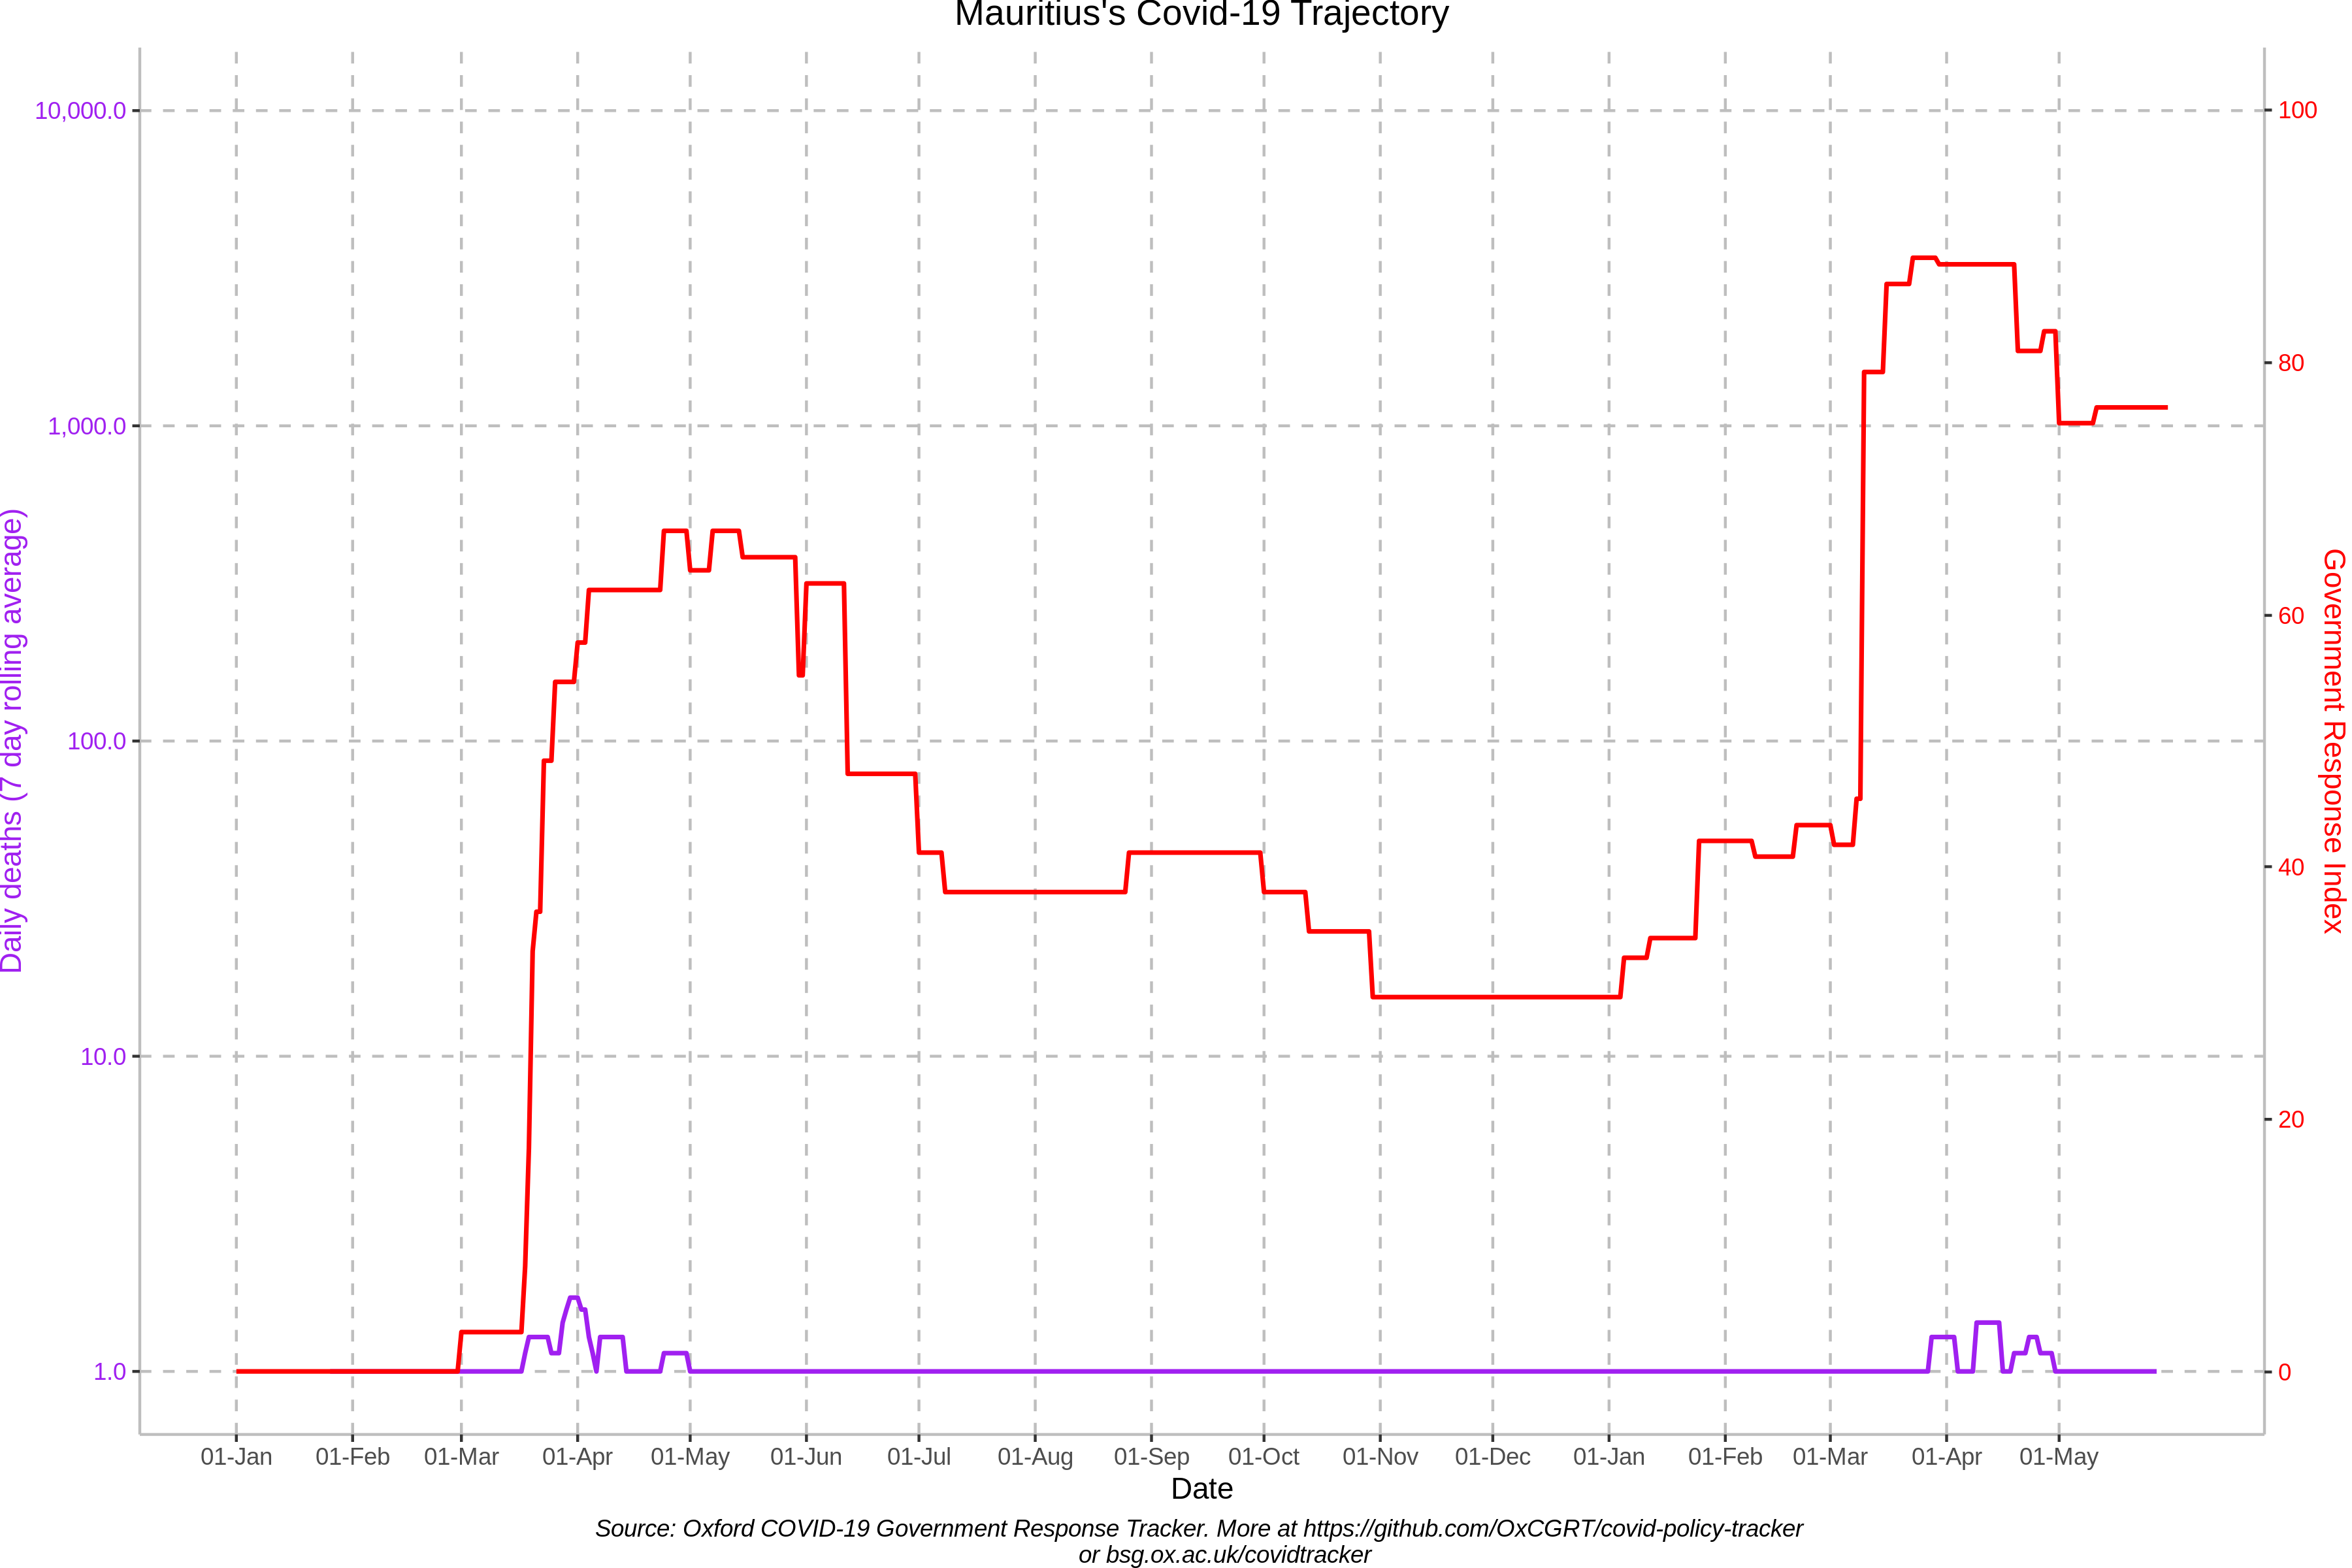 Mauritius's Covid-19 Trajectory
10,000.0
1,000.0
100.0
10.0
1.0
Daily deaths (7 day rolling average)
100
80
60
40
20
0
Government Response Index
01-Jan 01-Feb 01-Mar 01-Apr 01-May 01-Jun 01-Jul 01-Aug 01-Sep 01-Oct 01-Nov 01-Dec 01-Jan 01-Feb 01-Mar 01-Apr 01-May
Date
Source: Oxford COVID-19 Government Response Tracker. More at https://github.com/OxCGRT/covid-policy-tracker
or bsg.ox.ac.uk/covidtracker